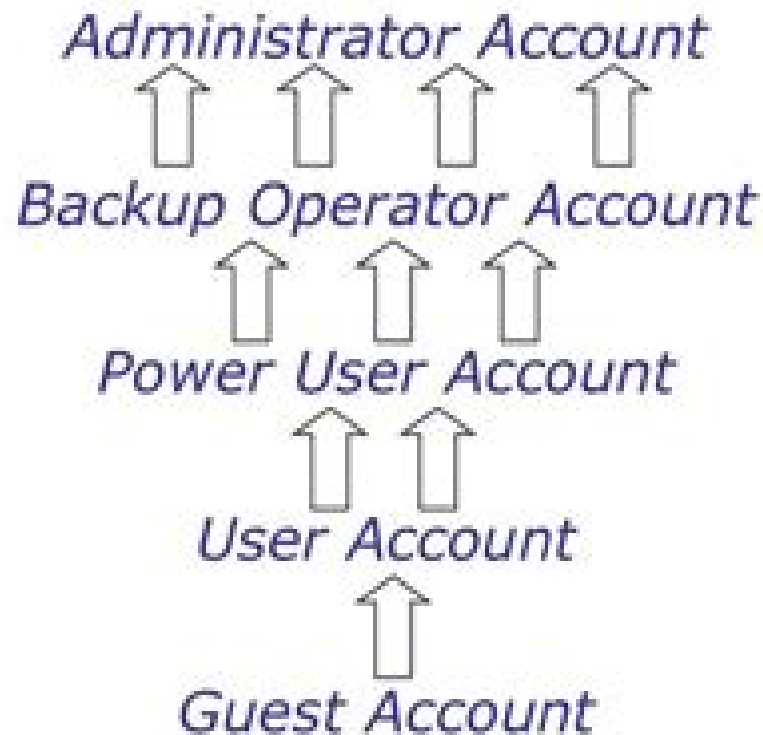 Administrator Account
Backup Operator Account
Power User Account
User Account
Guest Account